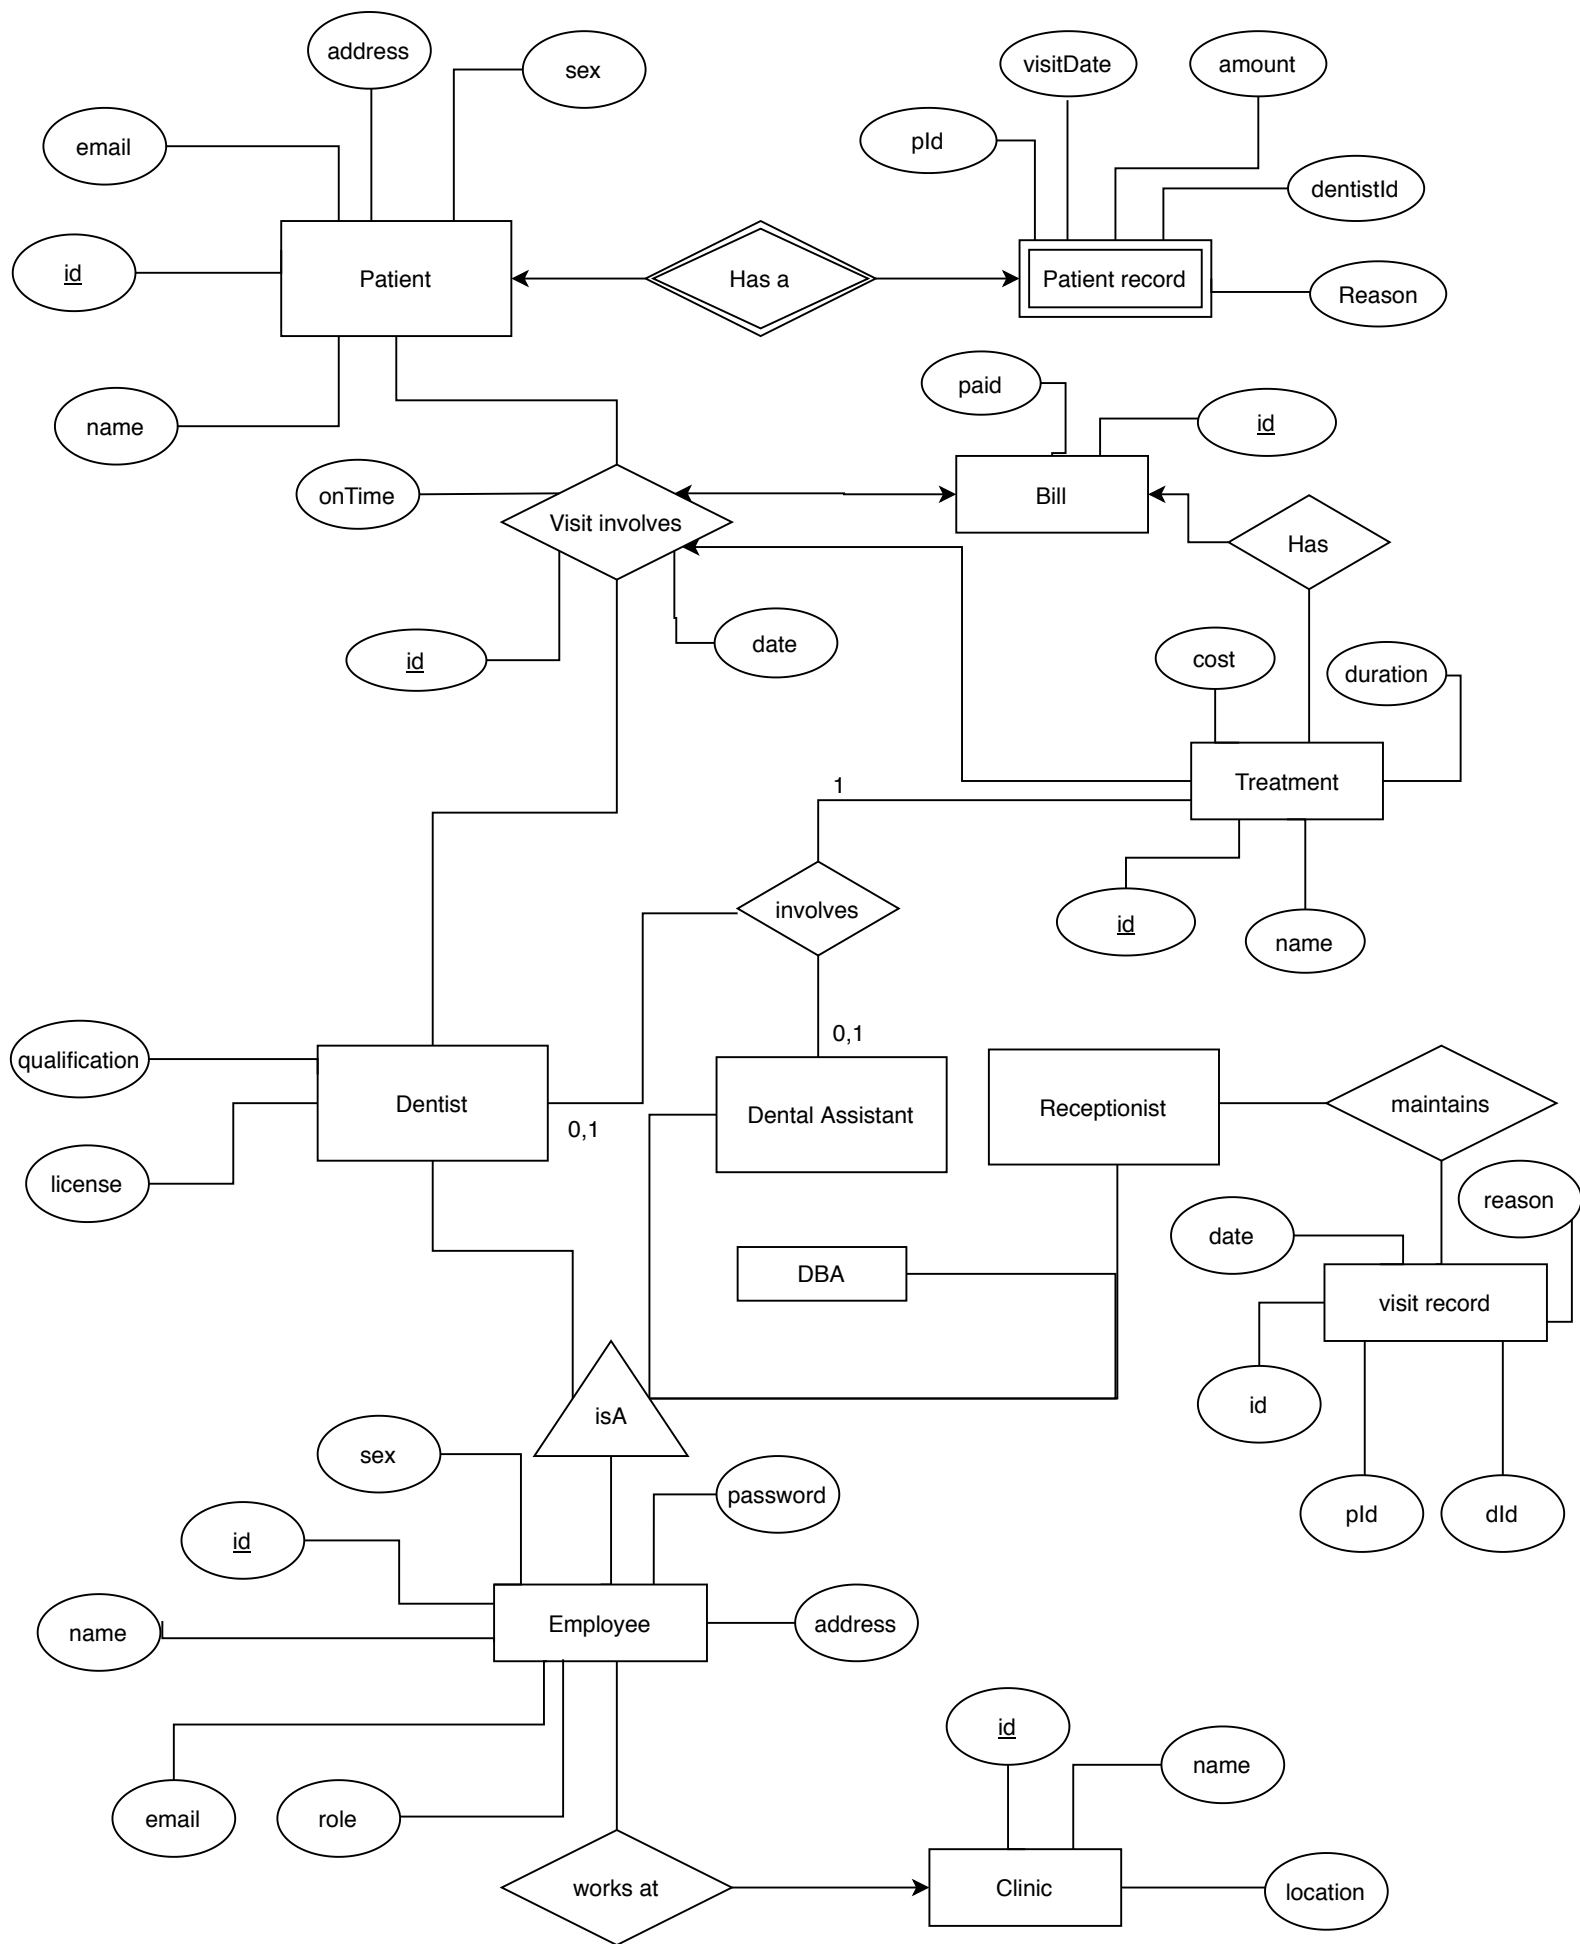 address
sex
visitDate
amount
email
pId
dentistId
id
Patient
Has a
Patient record
Reason
name
paid
id
onTime
Visit involves
Bill
Has
id
date
cost
duration
Treatment
1
involves
id
name
0,1
qualification
Dentist
Dental Assistant
Receptionist
maintains
0,1
license
reason
date
DBA
visit record
isA
id
sex
password
pId
dId
id
name
Employee
address
id
name
email
role
works at
Clinic
location